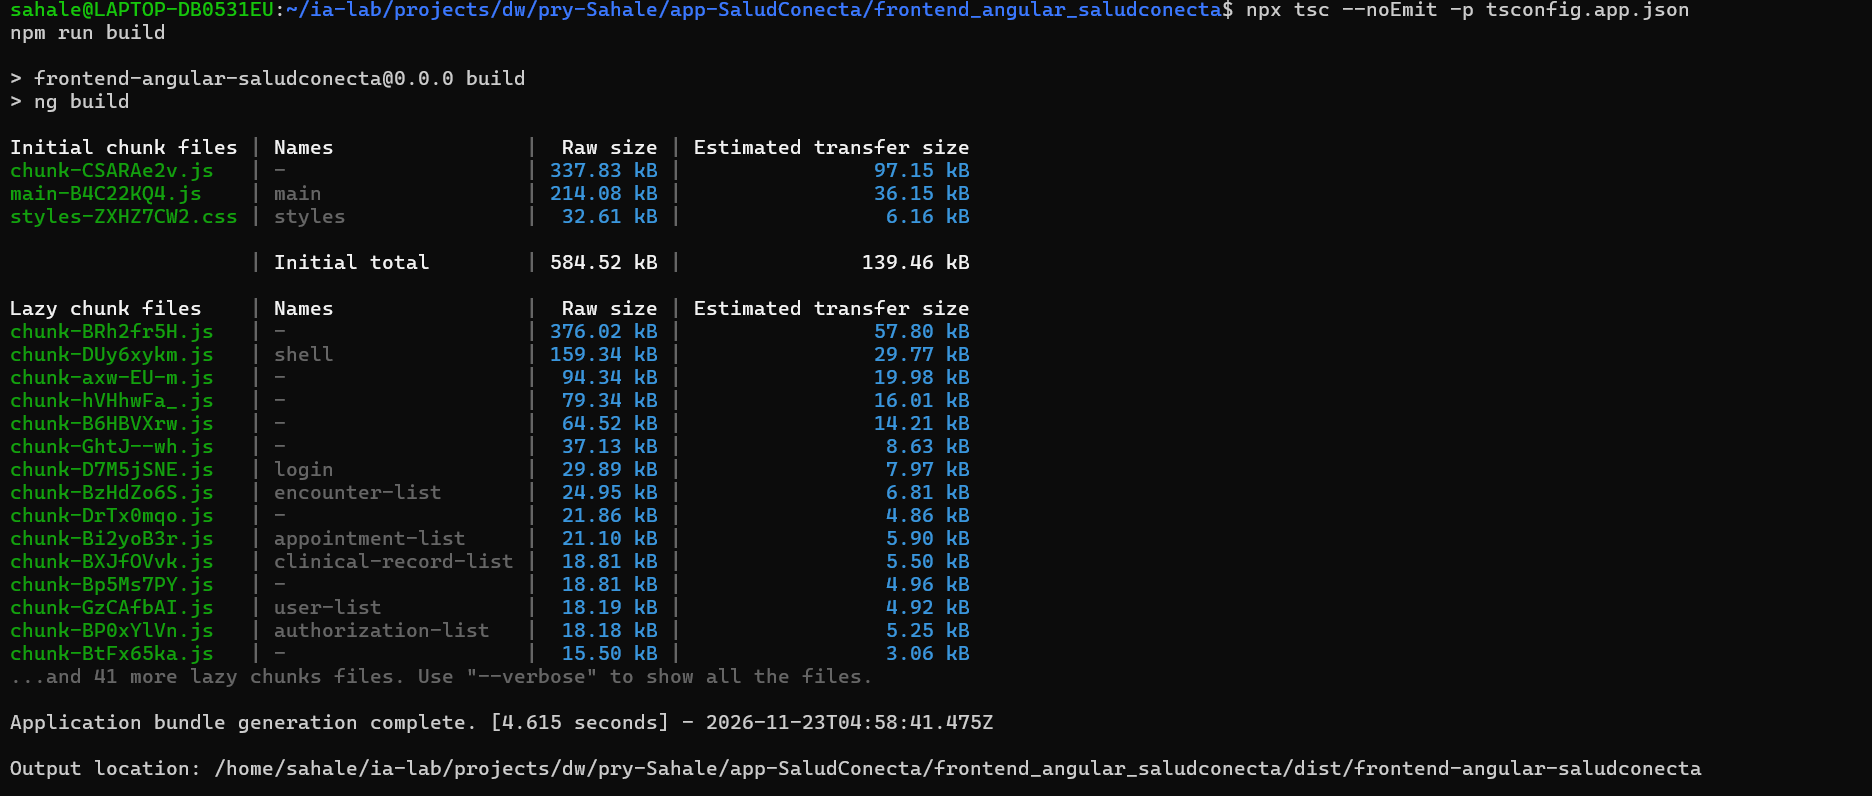 sahale@LAPTOP-DB0531EU:~/ia-lab/projects/dw/pry-Sahale/app-SaludConecta/frontend_angular_saludconecta$ npx tsc --noEmit -p tsconfig.app.json
npm run build
> frontend-angular-saludconecta@0.0.0 build
> ng build
Initial chunk files | Names | Raw size | Estimated transfer size
chunk-CSARAe2v.js | - | 337.83 kB | 97.15 kB
main-B4C22KQ4.js | main | 214.08 kB | 36.15 kB
styles-ZXHZ7CW2.css | styles | 32.61 kB | 6.16 kB
| Initial total | 584.52 kB | 139.46 kB
Lazy chunk files | Names | Raw size | Estimated transfer size
chunk-BRh2fr5H.js | - | 376.02 kB | 57.80 kB
chunk-DUy6xykm.js | shell | 159.34 kB | 29.77 kB
chunk-axw-EU-m.js | - | 94.34 kB | 19.98 kB
chunk-hVHhwFa_.js | - | 79.34 kB | 16.01 kB
chunk-B6HBVXrw.js | - | 64.52 kB | 14.21 kB
chunk-GhtJ--wh.js | - | 37.13 kB | 8.63 kB
chunk-D7M5jSNE.js | login | 29.89 kB | 7.97 kB
chunk-BzHdZo6S.js | encounter-list | 24.95 kB | 6.81 kB
chunk-DrTx0mqo.js | - | 21.86 kB | 4.86 kB
chunk-Bi2yoB3r.js | appointment-list | 21.10 kB | 5.90 kB
chunk-BXJfOVvk.js | clinical-record-list | 18.81 kB | 5.50 kB
chunk-Bp5Ms7PY.js | - | 18.81 kB | 4.96 kB
chunk-GzCAfbAI.js | user-list | 18.19 kB | 4.92 kB
chunk-BP0xYlVn.js | authorization-list | 18.18 kB | 5.25 kB
chunk-BtFx65ka.js | - | 15.50 kB | 3.06 kB
...and 41 more lazy chunks files. Use "--verbose" to show all the files.
Application bundle generation complete. [4.615 seconds] - 2026-11-23T04:58:41.475Z
Output location: /home/sahale/ia-lab/projects/dw/pry-Sahale/app-SaludConecta/frontend_angular_saludconecta/dist/frontend-angular-saludconecta